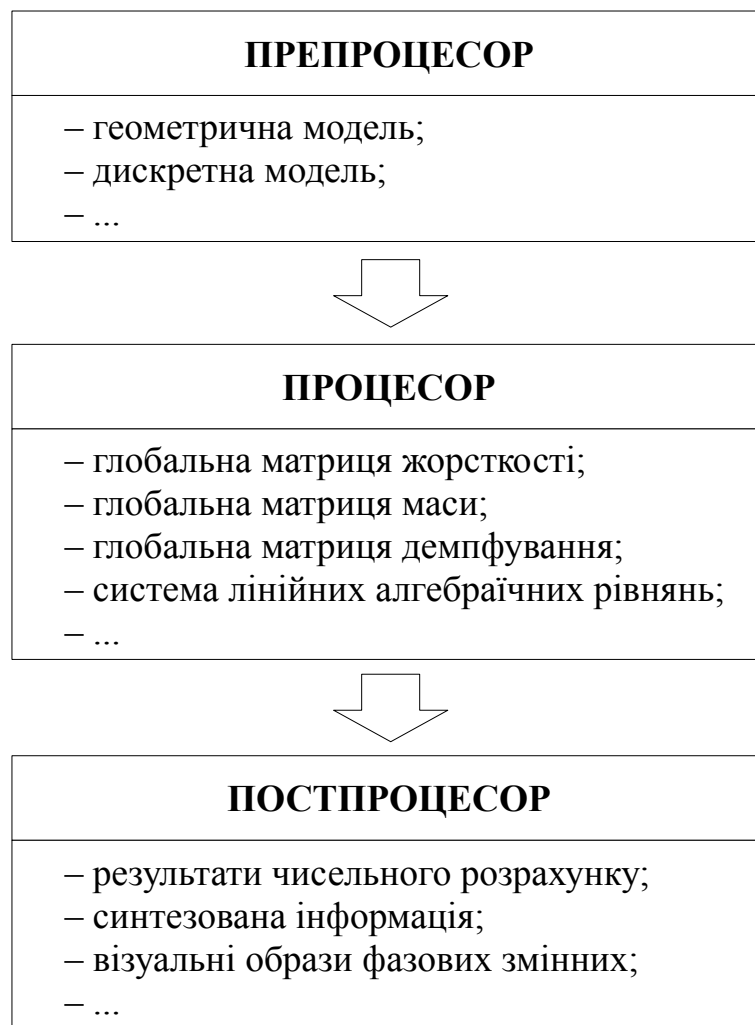 ПРЕПРОЦЕСОР
– геометрична модель;
– дискретна модель;
– ...
ПРОЦЕСОР
– глобальна матриця жорсткості;
– глобальна матриця маси;
– глобальна матриця демпфування;
– система лінійних алгебраїчних рівнянь;
– ...
ПОСТПРОЦЕСОР
– результати чисельного розрахунку;
– синтезована інформація;
– візуальні образи фазових змінних;
– ...